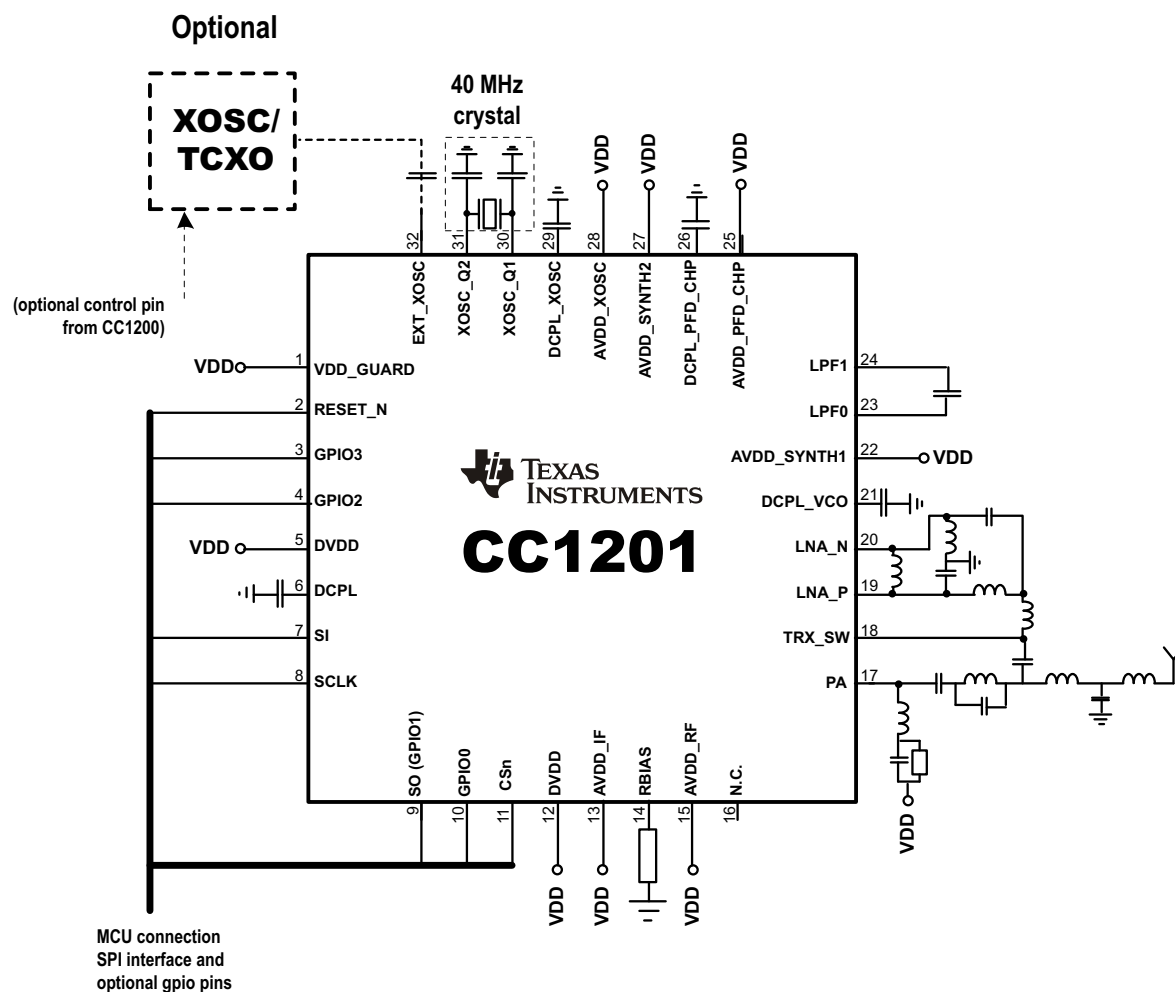 Optional
XOSC/
TCXO
40 MHz
crystal
(optional control pin
from CC1200)
VDD
VDD
VDD
32
31
30
29
28
27
26
25
EXT_XOSC
XOSC_Q2
XOSC_Q1
DCPL_XOSC
AVDD_XOSC
AVDD_SYNTH2
DCPL_PFD_CHP
AVDD_PFD_CHP
VDD
1
VDD_GUARD
2
RESET_N
3
GPIO3
4
GPIO2
VDD
5
DVDD
6
DCPL
7
SI
8
SCLK
TEXAS
INSTRUMENTS
CC1201
LPF1
24
LPF0
23
AVDD_SYNTH1
22
VDD
DCPL_VCO
21
LNA_N
20
LNA_P
19
TRX_SW
18
PA
17
VDD
SO (GPIO1)
GPIO0
CSn
DVDD
AVDD_IF
RBIAS
AVDD_RF
N.C.
9
10
11
12
13
14
15
16
VDD
VDD
VDD
MCU connection
SPI interface and
optional gpio pins